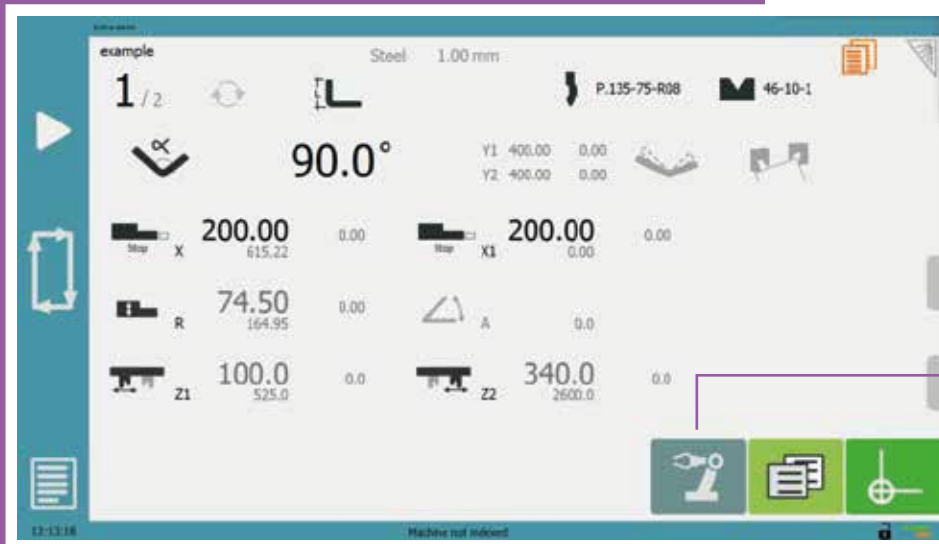 example
Steel 1.00 mm
1 / 2
P.135-75-R08
46-10-1
α
90.0°
Y1 400.00 0.00
Y2 400.00 0.00
Stop X 200.00 615.22 0.00
Stop X1 200.00 0.00 0.00
R 74.50 164.95 0.00
A 0.0
Z1 100.0 525.0 0.0
Z2 340.0 2600.0 0.0
Machine not indexed